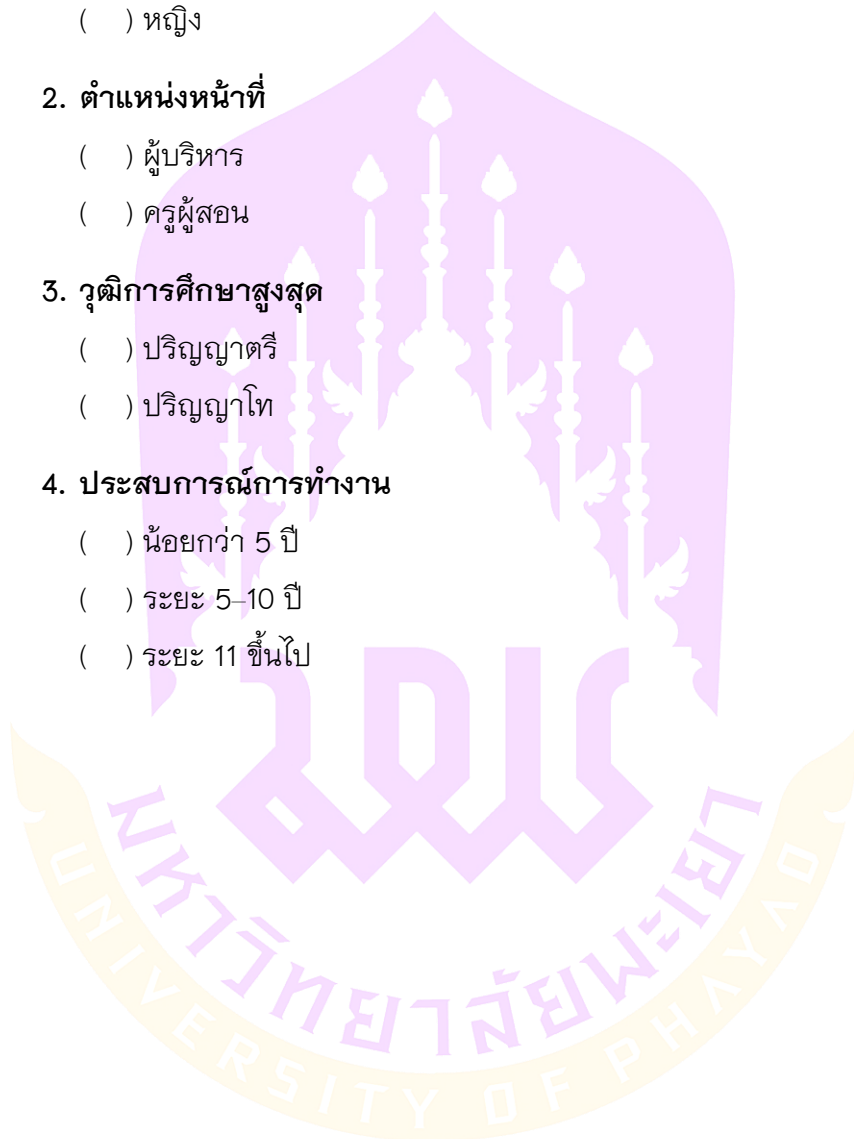 (    ) หญิง
2. ตำแหน่งหน้าที่
(    ) ผู้บริหาร
(    ) ครูผู้สอน
3. วุฒิการศึกษาสูงสุด
(    ) ปริญญาตรี
(    ) ปริญญาโท
4. ประสบการณ์การทำงาน
(    ) น้อยกว่า 5 ปี
(    ) ระยะ 5–10 ปี
(    ) ระยะ 11 ขึ้นไป
มหาวิทยาลัยพะเยา
UNIVERSITY OF PHAYAO